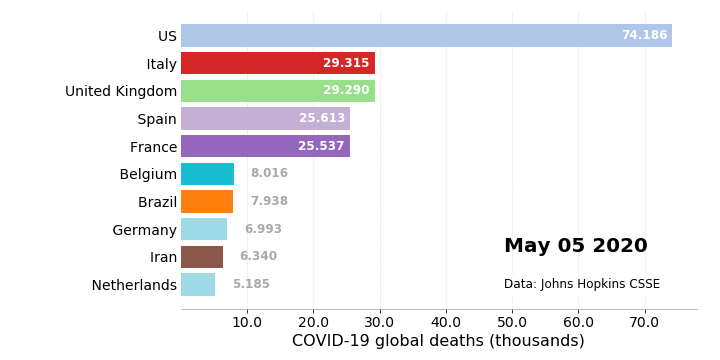 US 74.186
Italy 29.315
United Kingdom 29.290
Spain 25.613
France 25.537
Belgium 8.016
Brazil 7.938
Germany 6.993
Iran 6.340
Netherlands 5.185
May 05 2020
Data: Johns Hopkins CSSE
10.0 20.0 30.0 40.0 50.0 60.0 70.0
COVID-19 global deaths (thousands)